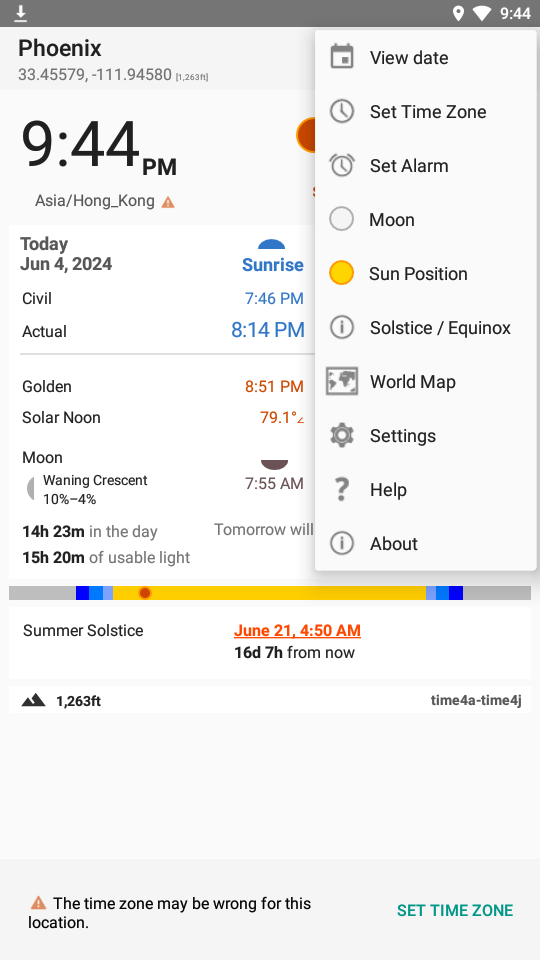 9:44
Phoenix
33.45579, -111.94580 [1,263ft]
9:44 PM
Asia/Hong_Kong
Today
Jun 4, 2024
Sunrise
Civil 7:46 PM
Actual 8:14 PM
Golden 8:51 PM
Solar Noon 79.1°∠
Moon
Waning Crescent
10%–4%
7:55 AM
14h 23m in the day
Tomorrow will
15h 20m of usable light
View date
Set Time Zone
Set Alarm
Moon
Sun Position
Solstice / Equinox
World Map
Settings
Help
About
Summer Solstice June 21, 4:50 AM
16d 7h from now
1,263ft time4a-time4j
The time zone may be wrong for this
location.
SET TIME ZONE